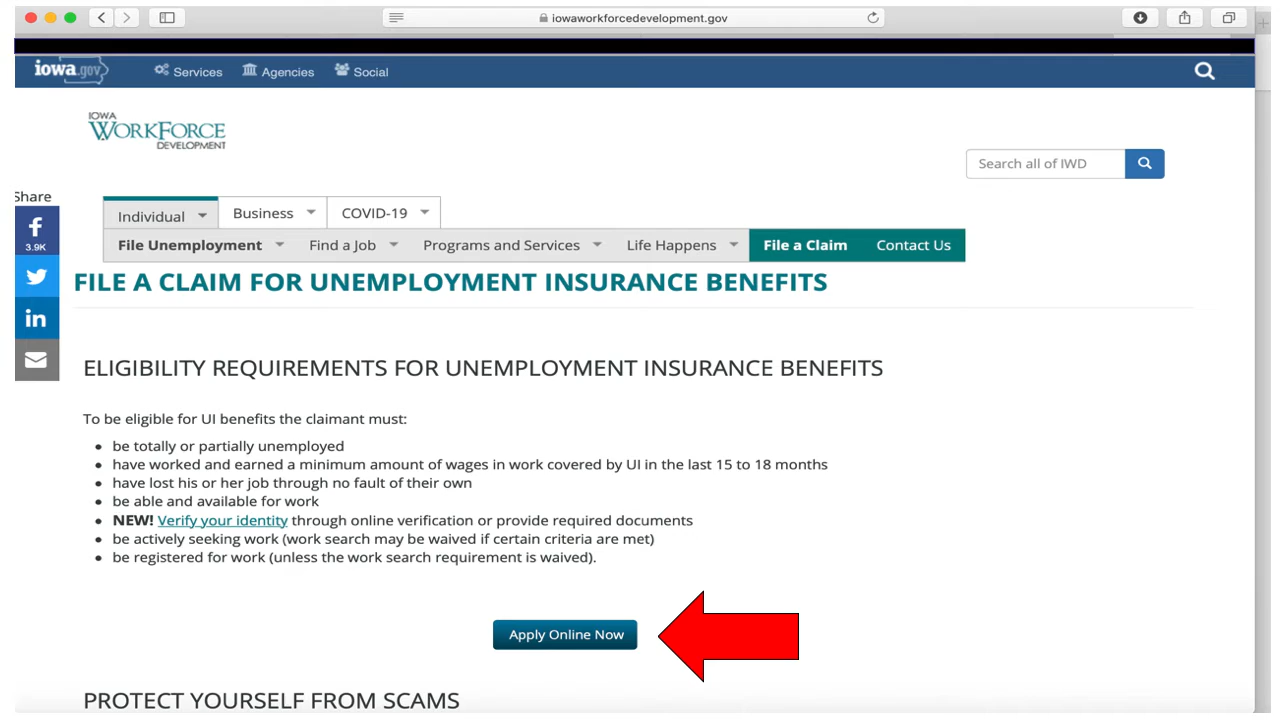 iowaworkforcedevelopment.gov
iowa.gov Services Agencies Social
IOWA
WORKFORCE
DEVELOPMENT
Search all of IWD
Share
3.9K
Individual Business COVID-19
File Unemployment Find a Job Programs and Services Life Happens File a Claim Contact Us
FILE A CLAIM FOR UNEMPLOYMENT INSURANCE BENEFITS
ELIGIBILITY REQUIREMENTS FOR UNEMPLOYMENT INSURANCE BENEFITS
To be eligible for UI benefits the claimant must:
• be totally or partially unemployed
• have worked and earned a minimum amount of wages in work covered by UI in the last 15 to 18 months
• have lost his or her job through no fault of their own
• be able and available for work
• NEW! Verify your identity through online verification or provide required documents
• be actively seeking work (work search may be waived if certain criteria are met)
• be registered for work (unless the work search requirement is waived).
Apply Online Now
PROTECT YOURSELF FROM SCAMS